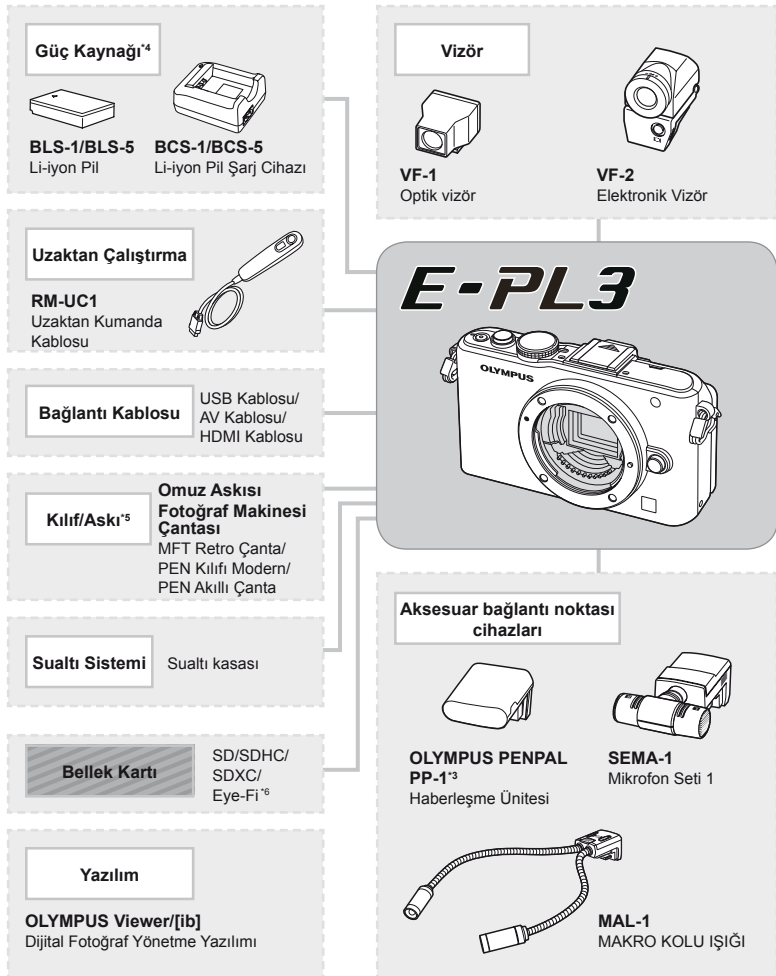 Güç Kaynağı*4
BLS-1/BLS-5
Li-iyon Pil
BCS-1/BCS-5
Li-iyon Pil Şarj Cihazı
Uzaktan Çalıştırma
RM-UC1
Uzaktan Kumanda
Kablosu
Bağlantı Kablosu
USB Kablosu/
AV Kablosu/
HDMI Kablosu
Kılıf/Askı*5
Omuz Askısı
Fotoğraf Makinesi
Çantası
MFT Retro Çanta/
PEN Kılıfı Modern/
PEN Akıllı Çanta
Sualtı Sistemi
Sualtı kasası
Bellek Kartı
SD/SDHC/
SDXC/
Eye-Fi*6
Yazılım
OLYMPUS Viewer/[ib]
Dijital Fotoğraf Yönetme Yazılımı
Vizör
VF-1
Optik vizör
VF-2
Elektronik Vizör
E-PL3
OLYMPUS
Aksesuar bağlantı noktası
cihazları
OLYMPUS PENPAL
PP-1*3
Haberleşme Ünitesi
SEMA-1
Mikrofon Seti 1
MAL-1
MAKRO KOLU IŞIĞI